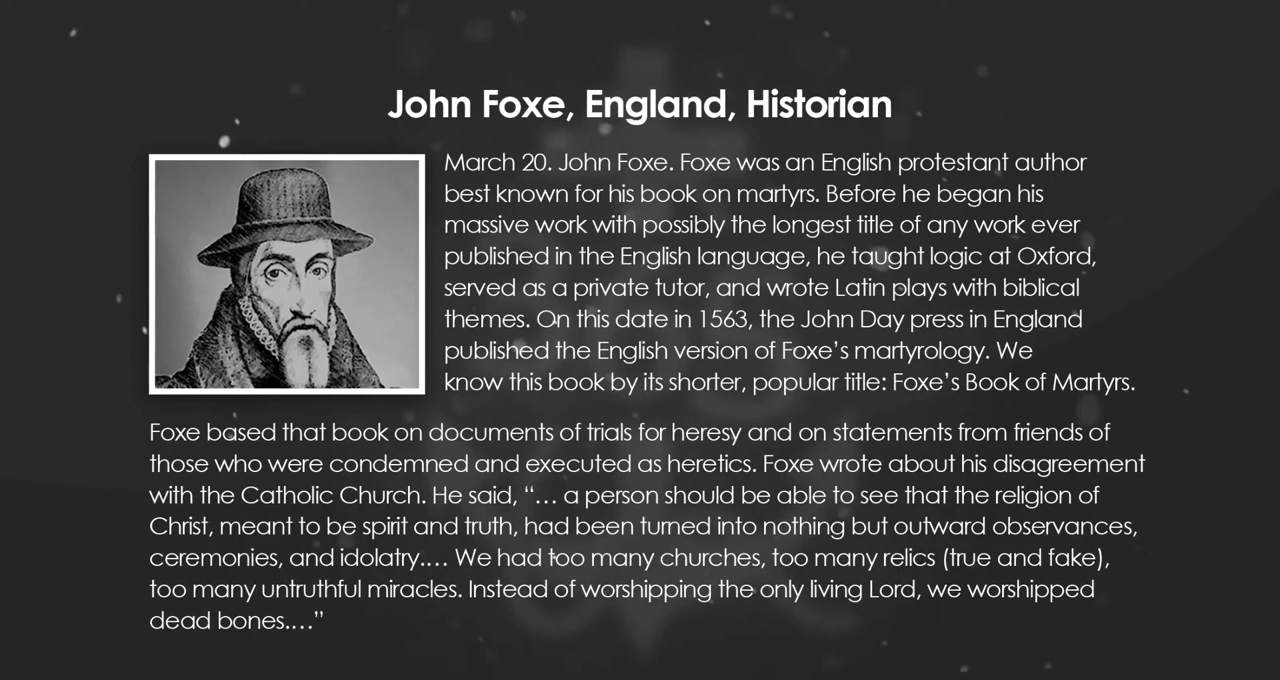 John Foxe, England, Historian
March 20. John Foxe. Foxe was an English protestant author
best known for his book on martyrs. Before he began his
massive work with possibly the longest title of any work ever
published in the English language, he taught logic at Oxford,
served as a private tutor, and wrote Latin plays with biblical
themes. On this date in 1563, the John Day press in England
published the English version of Foxe’s martyrology. We
know this book by its shorter, popular title: Foxe’s Book of Martyrs.
Foxe based that book on documents of trials for heresy and on statements from friends of
those who were condemned and executed as heretics. Foxe wrote about his disagreement
with the Catholic Church. He said, “… a person should be able to see that the religion of
Christ, meant to be spirit and truth, had been turned into nothing but outward observances,
ceremonies, and idolatry.… We had too many churches, too many relics (true and fake),
too many untruthful miracles. Instead of worshipping the only living Lord, we worshipped
dead bones.…”